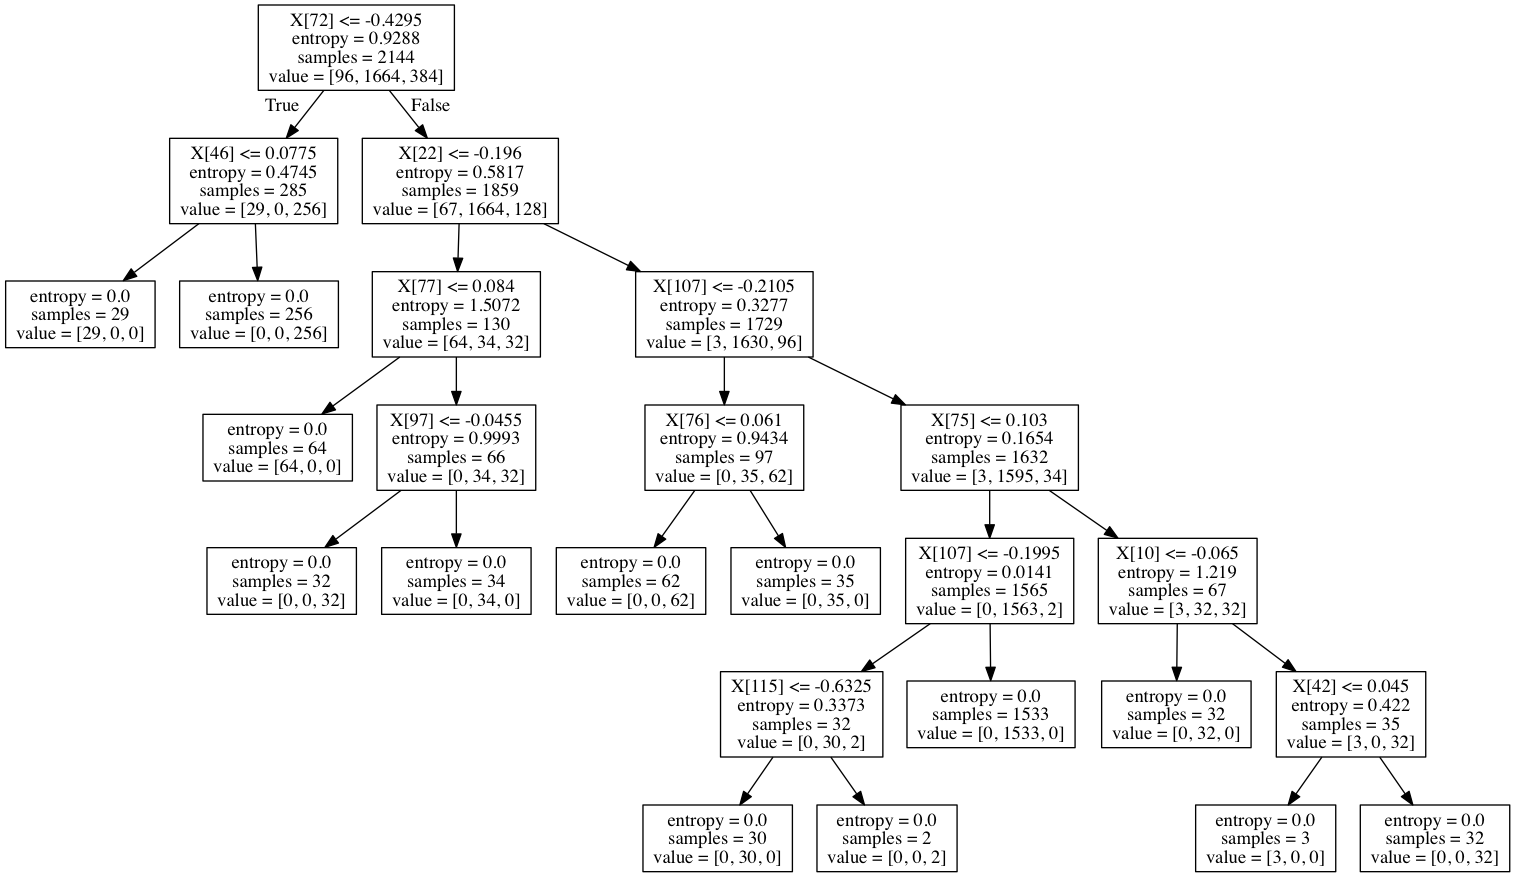 X[72] <= -0.4295
entropy = 0.9288
samples = 2144
value = [96, 1664, 384]
True
False
X[46] <= 0.0775
entropy = 0.4745
samples = 285
value = [29, 0, 256]
X[22] <= -0.196
entropy = 0.5817
samples = 1859
value = [67, 1664, 128]
entropy = 0.0
samples = 29
value = [29, 0, 0]
entropy = 0.0
samples = 256
value = [0, 0, 256]
X[77] <= 0.084
entropy = 1.5072
samples = 130
value = [64, 34, 32]
X[107] <= -0.2105
entropy = 0.3277
samples = 1729
value = [3, 1630, 96]
entropy = 0.0
samples = 64
value = [64, 0, 0]
X[97] <= -0.0455
entropy = 0.9993
samples = 66
value = [0, 34, 32]
X[76] <= 0.061
entropy = 0.9434
samples = 97
value = [0, 35, 62]
X[75] <= 0.103
entropy = 0.1654
samples = 1632
value = [3, 1595, 34]
entropy = 0.0
samples = 32
value = [0, 0, 32]
entropy = 0.0
samples = 34
value = [0, 34, 0]
entropy = 0.0
samples = 62
value = [0, 0, 62]
entropy = 0.0
samples = 35
value = [0, 35, 0]
X[107] <= -0.1995
entropy = 0.0141
samples = 1565
value = [0, 1563, 2]
X[10] <= -0.065
entropy = 1.219
samples = 67
value = [3, 32, 32]
X[115] <= -0.6325
entropy = 0.3373
samples = 32
value = [0, 30, 2]
entropy = 0.0
samples = 1533
value = [0, 1533, 0]
entropy = 0.0
samples = 32
value = [0, 32, 0]
X[42] <= 0.045
entropy = 0.422
samples = 35
value = [3, 0, 32]
entropy = 0.0
samples = 30
value = [0, 30, 0]
entropy = 0.0
samples = 2
value = [0, 0, 2]
entropy = 0.0
samples = 3
value = [3, 0, 0]
entropy = 0.0
samples = 32
value = [0, 0, 32]